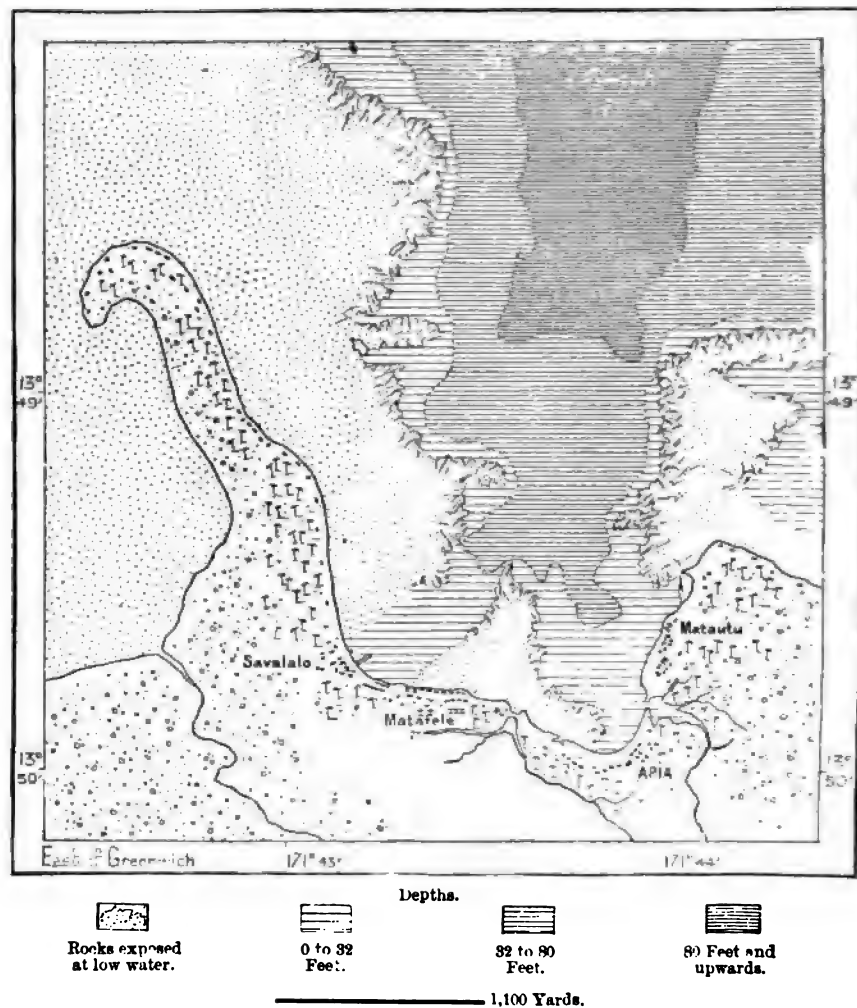 13°
49'
13°
49'
Matautu
Savalalo
Matafele
APIA
13°
50'
13°
50'
East of Greenwich
171°43'
171°44'
Depths.
Rocks exposed
at low water.
0 to 32
Feet.
32 to 80
Feet.
80 Feet and
upwards.
1,100 Yards.